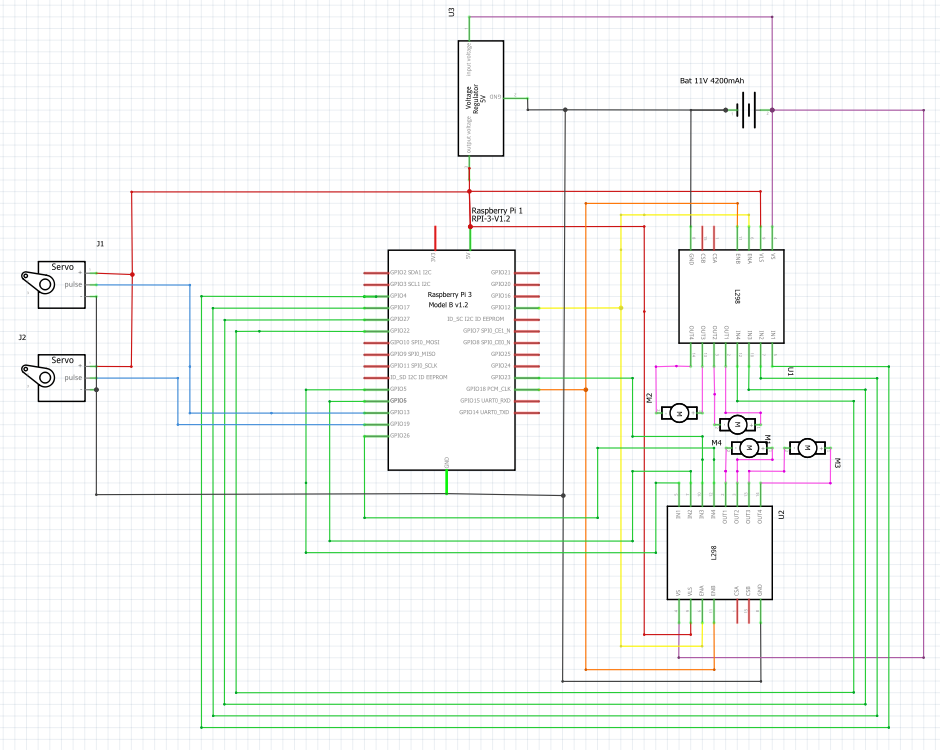 U3
Input voltage
Voltage
Regulator
5V
GND
output voltage
Bat 11V 4200mAh
Raspberry Pi 1
RPI-3-V1.2
J1
Servo
+
pulse
-
J2
Servo
+
pulse
-
3V3
5V
GPIO2 SDA1 I2C
GPIO3 SCL1 I2C
GPIO4
GPIO17
GPIO27
GPIO22
GPIO10 SPI0_MOSI
GPIO9 SPI0_MISO
GPIO11 SPI0_SCLK
ID_SD I2C ID EEPROM
GPIO5
GPIO6
GPIO13
GPIO19
GPIO26
Raspberry Pi 3
Model B v1.2
GPIO21
GPIO20
GPIO16
GPIO12
ID_SC I2C ID EEPROM
GPIO7 SPI0_CE1_N
GPIO8 SPI0_CE0_N
GPIO25
GPIO24
GPIO23
GPIO18 PCM_CLK
GPIO15 UART0_RXD
GPIO14 UART0_TXD
GND
GND
CSB
CSA
ENB
ENA
VLS
VS
L298
OUT4
OUT3
OUT2
OUT1
IN4
IN3
IN2
IN1
U1
M2
M
M
M4
M
M
M3
U2
IN1
IN2
IN3
IN4
OUT1
OUT2
OUT3
OUT4
L298
VS
VLS
ENA
ENB
CSA
CSB
GND